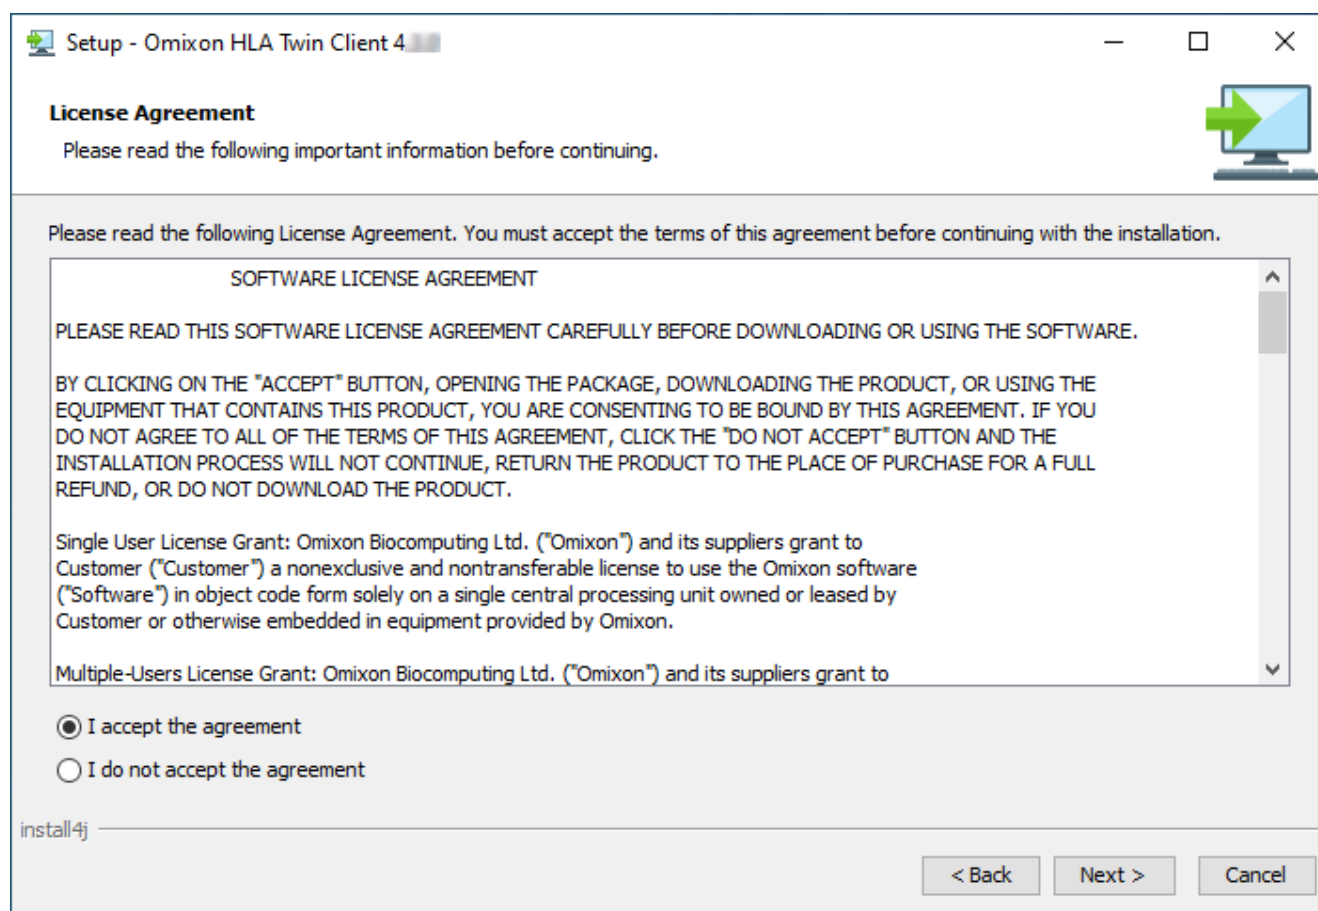 Setup - Omixon HLA Twin Client 4
License Agreement
Please read the following important information before continuing.
Please read the following License Agreement. You must accept the terms of this agreement before continuing with the installation.
SOFTWARE LICENSE AGREEMENT
PLEASE READ THIS SOFTWARE LICENSE AGREEMENT CAREFULLY BEFORE DOWNLOADING OR USING THE SOFTWARE.
BY CLICKING ON THE "ACCEPT" BUTTON, OPENING THE PACKAGE, DOWNLOADING THE PRODUCT, OR USING THE
EQUIPMENT THAT CONTAINS THIS PRODUCT, YOU ARE CONSENTING TO BE BOUND BY THIS AGREEMENT. IF YOU
DO NOT AGREE TO ALL OF THE TERMS OF THIS AGREEMENT, CLICK THE "DO NOT ACCEPT" BUTTON AND THE
INSTALLATION PROCESS WILL NOT CONTINUE, RETURN THE PRODUCT TO THE PLACE OF PURCHASE FOR A FULL
REFUND, OR DO NOT DOWNLOAD THE PRODUCT.
Single User License Grant: Omixon Biocomputing Ltd. ("Omixon") and its suppliers grant to
Customer ("Customer") a nonexclusive and nontransferable license to use the Omixon software
("Software") in object code form solely on a single central processing unit owned or leased by
Customer or otherwise embedded in equipment provided by Omixon.
Multiple-Users License Grant: Omixon Biocomputing Ltd. ("Omixon") and its suppliers grant to
I accept the agreement
I do not accept the agreement
install4j
< Back
Next >
Cancel